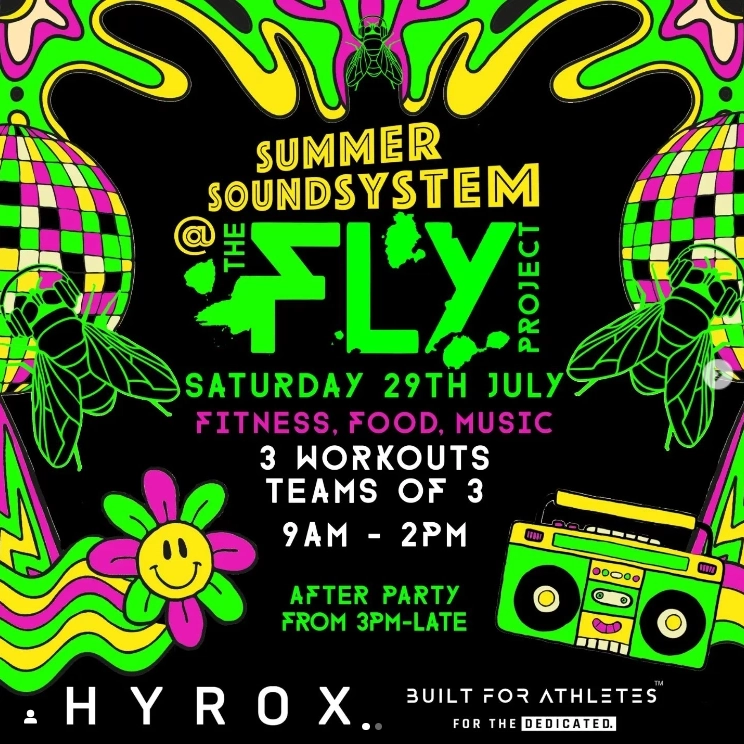 SUMMER
SOUNDSYSTEM
@ THE FLY PROJECT
SATURDAY 29TH JULY
FITNESS, FOOD, MUSIC
3 WORKOUTS
TEAMS OF 3
9AM - 2PM
AFTER PARTY
FROM 3PM-LATE
HYROX.
BUILT FOR ATHLETES™
FOR THE DEDICATED.